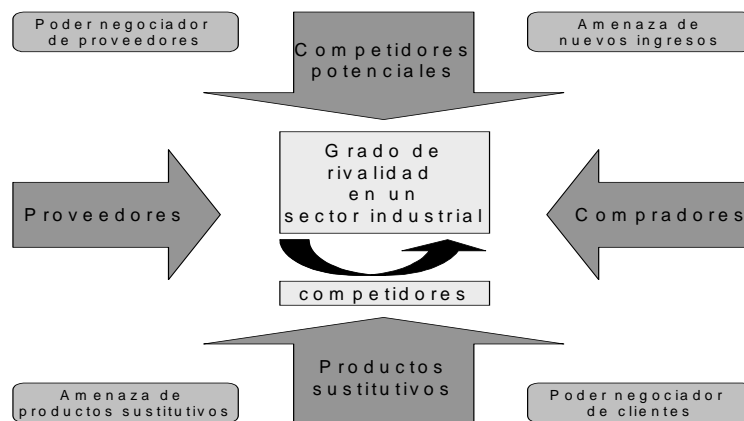 Poder negociador
de proveedores
Competidores
potenciales
Amenaza de
nuevos ingresos
Grado de
rivalidad
en un
sector industrial
Proveedores
Compradores
competidores
Productos
sustitutivos
Amenaza de
productos sustitutivos
Poder negociador
de clientes